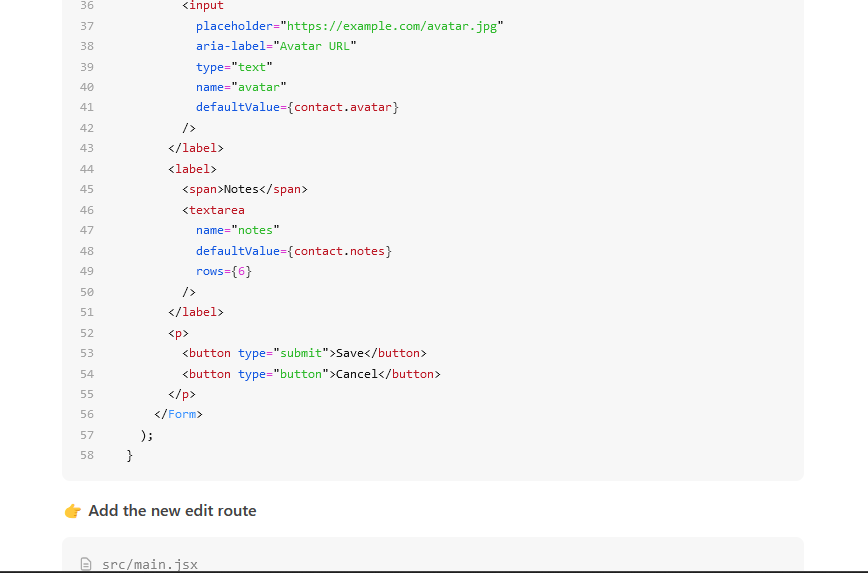 36 <input
37 placeholder="https://example.com/avatar.jpg"
38 aria-label="Avatar URL"
39 type="text"
40 name="avatar"
41 defaultValue={contact.avatar}
42 />
43 </label>
44 <label>
45 <span>Notes</span>
46 <textarea
47 name="notes"
48 defaultValue={contact.notes}
49 rows={6}
50 />
51 </label>
52 <p>
53 <button type="submit">Save</button>
54 <button type="button">Cancel</button>
55 </p>
56 </Form>
57 );
58 }
👉 Add the new edit route
src/main.jsx